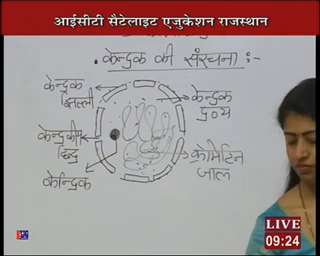 आईसीटी सैटेलाइट एजुकेशन राजस्थान
. केन्द्रक की संरचना :-
केन्द्रक
झिल्ली
केन्द्रक
द्रव्य
केन्द्रकी
छिद्र
केन्द्रिक
क्रोमेटिन
जाल
LIVE
09:24